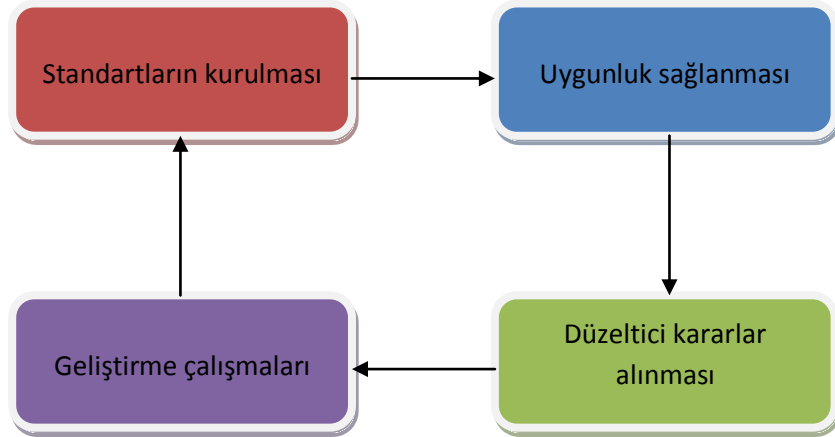 Standartların kurulması
Uygunluk sağlanması
Geliştirme çalışmaları
Düzeltici kararlar
alınması